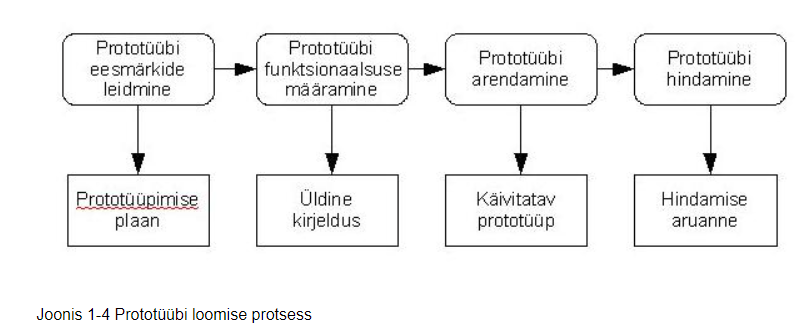 Prototüübi
eesmärkide
leidmine
Prototüübi
funktsionaalsuse
määramine
Prototüübi
arendamine
Prototüübi
hindamine
Prototüüpimise
plaan
Üldine
kirjeldus
Käivitatav
prototüüp
Hindamise
aruanne
Joonis 1-4 Prototüübi loomise protsess